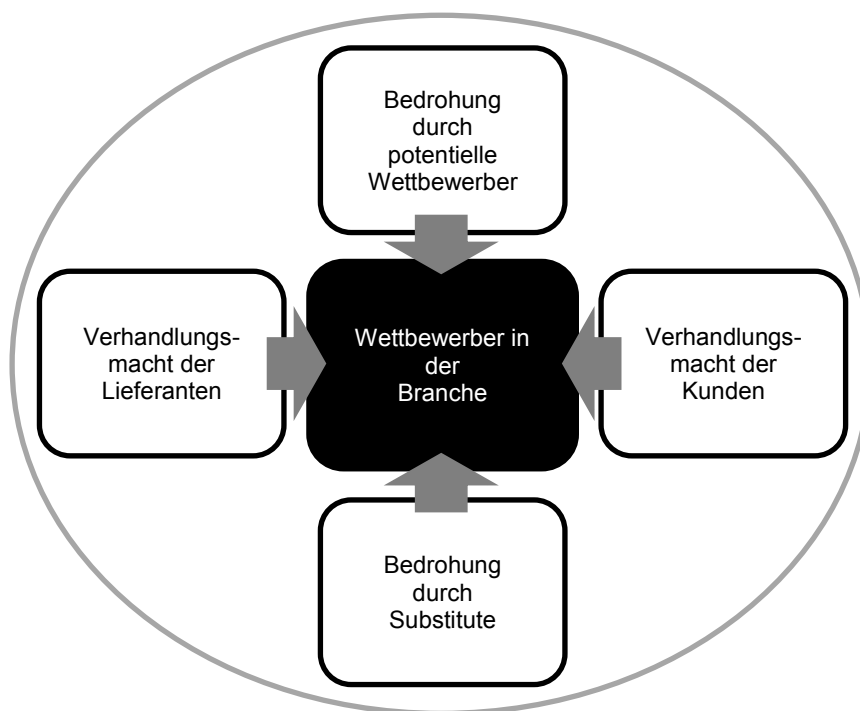 Bedrohung
durch
potentielle
Wettbewerber
Verhandlungs-
macht der
Lieferanten
Wettbewerber in
der
Branche
Verhandlungs-
macht der
Kunden
Bedrohung
durch
Substitute